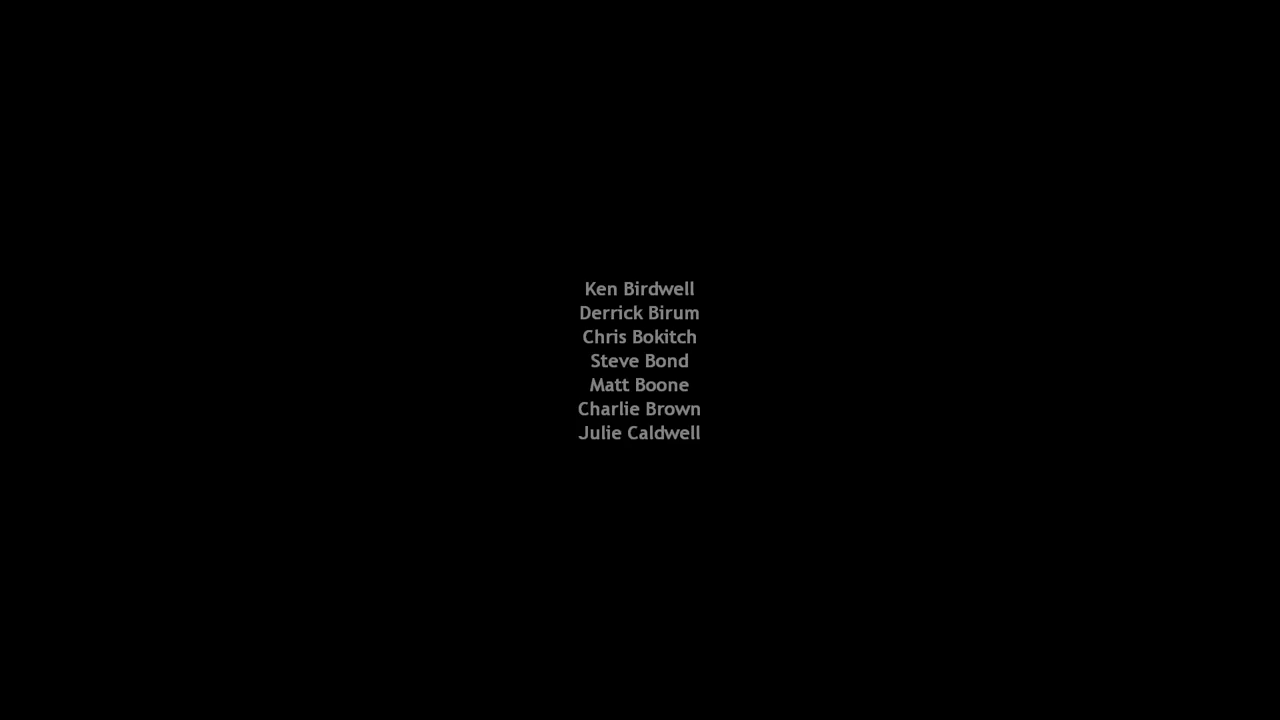 Ken Birdwell
Derrick Birum
Chris Bokitch
Steve Bond
Matt Boone
Charlie Brown
Julie Caldwell